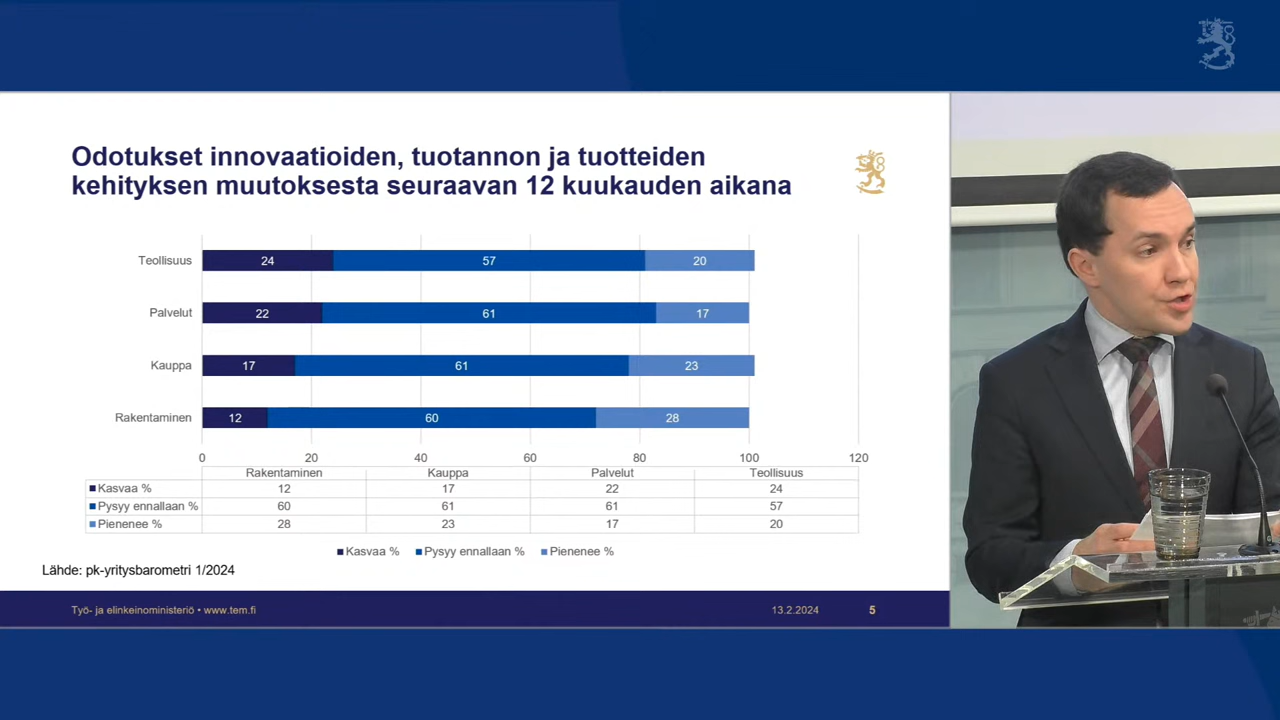 Odotukset innovaatioiden, tuotannon ja tuotteiden
kehityksen muutoksesta seuraavan 12 kuukauden aikana
Teollisuus 24 57 20
Palvelut 22 61 17
Kauppa 17 61 23
Rakentaminen 12 60 28
0 20 40 60 80 100 120
Rakentaminen Kauppa Palvelut Teollisuus
Kasvaa % 12 17 22 24
Pysyy ennallaan % 60 61 61 57
Pienenee % 28 23 17 20
Kasvaa % Pysyy ennallaan % Pienenee %
Lähde: pk-yritysbarometri 1/2024
Työ- ja elinkeinoministeriö • www.tem.fi 13.2.2024 5